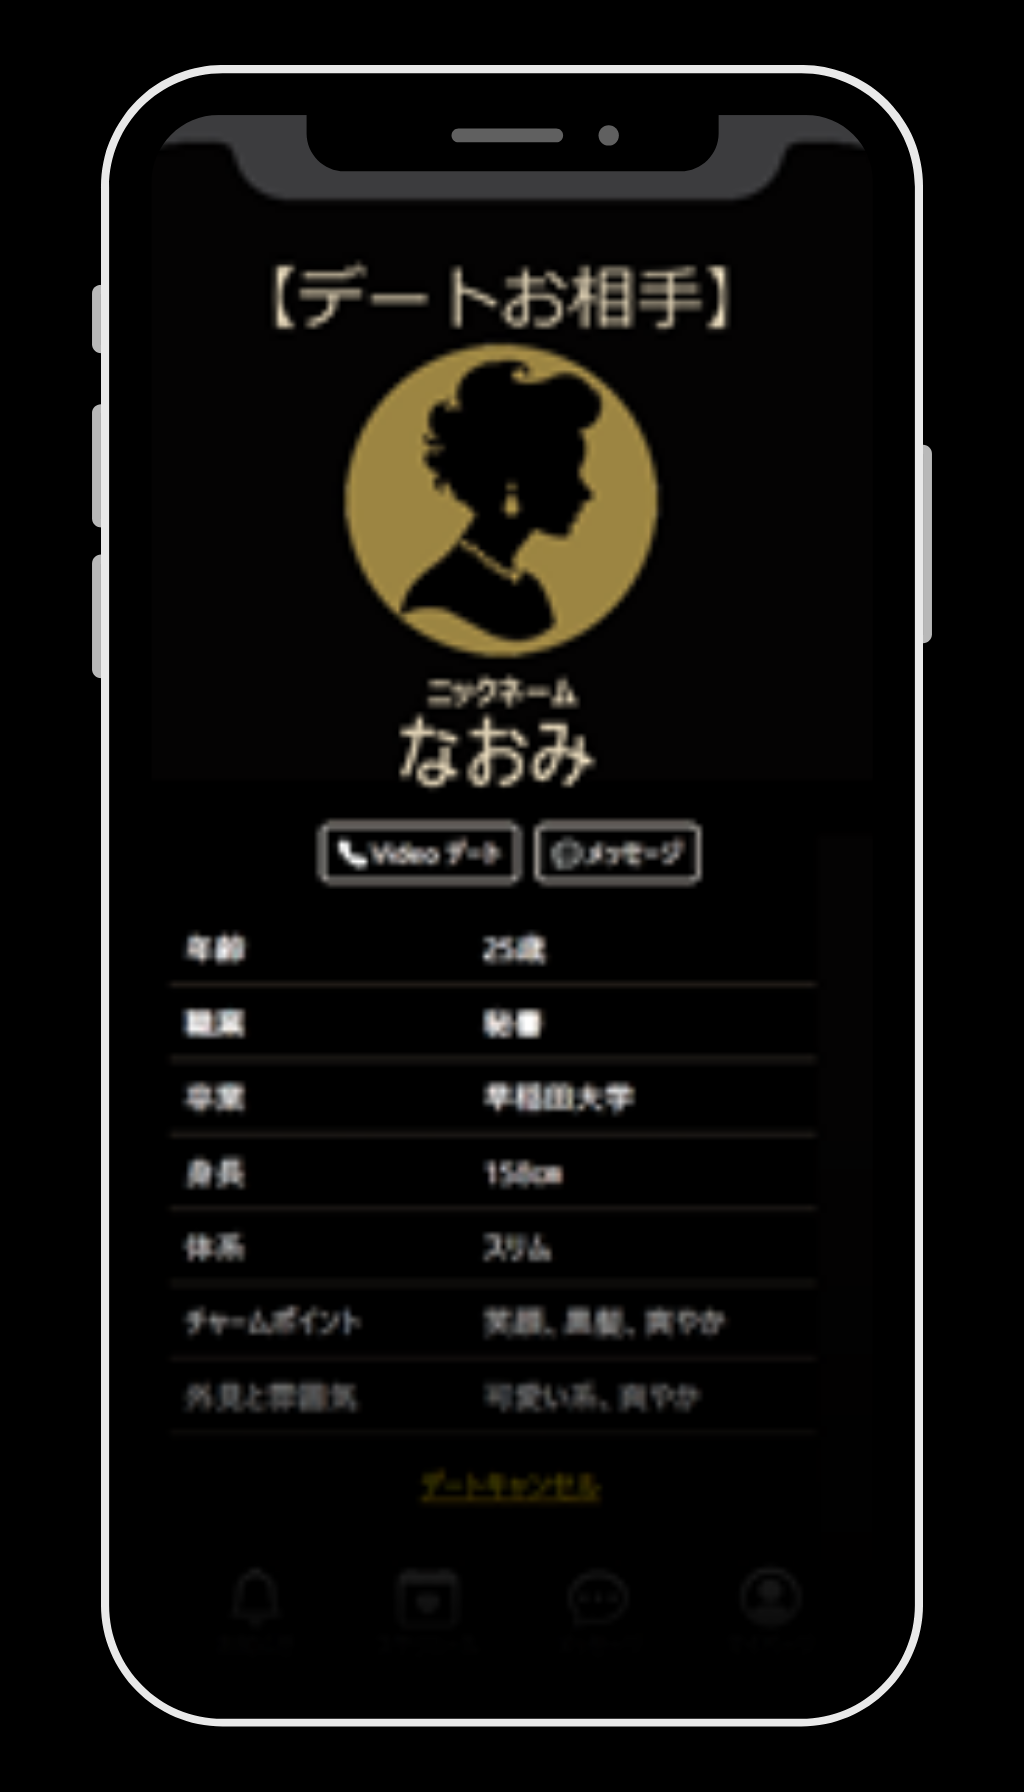 【デートお相手】
ニックネーム
なおみ
Video デート メッセージ
年齢 25歳
職業 秘書
卒業 早稲田大学
身長 158cm
体系 スリム
チャームポイント 笑顔、黒髪、爽やか
外見と雰囲気 可愛い系、爽やか
デートキャンセル